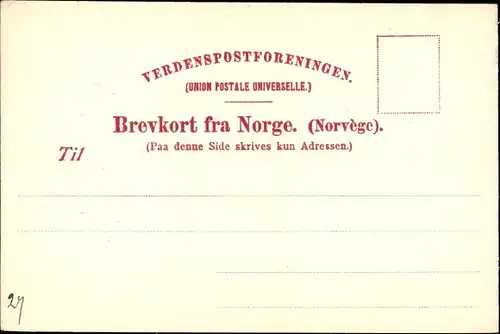 VERDENSPOSTFORENINGEN.
(UNION POSTALE UNIVERSELLE.)
Brevkort fra Norge. (Norvège).
(Paa denne Side skrives kun Adressen.)
Til
27